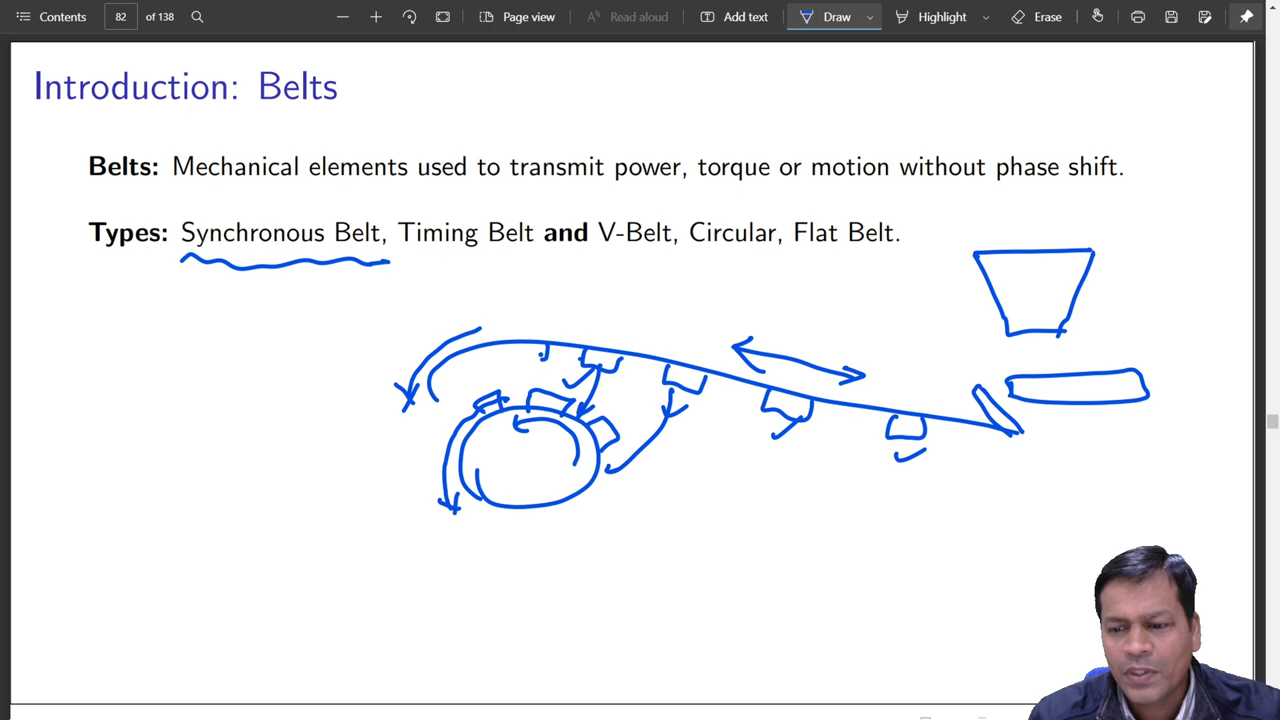 Contents 82 of 138 Page view Read aloud Add text Draw Highlight Erase
Introduction: Belts
Belts: Mechanical elements used to transmit power, torque or motion without phase shift.
Types: Synchronous Belt, Timing Belt and V-Belt, Circular, Flat Belt.